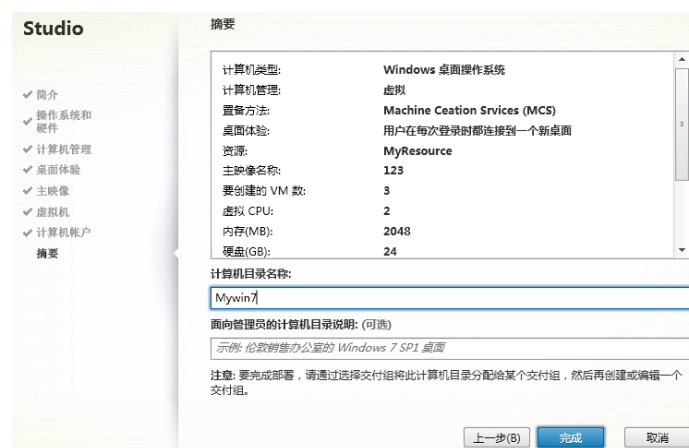 Studio
摘要
简介
操作系统和
硬件
计算机管理
桌面体验
主映像
虚拟机
计算机帐户
摘要
计算机类型: Windows 桌面操作系统
计算机管理: 虚拟
置备方法: Machine Ceation Srvices (MCS)
桌面体验: 用户在每次登录时都连接到一个新桌面
资源: MyResource
主映像名称: 123
要创建的 VM 数: 3
虚拟 CPU: 2
内存(MB): 2048
硬盘(GB): 24
计算机目录名称:
Mywin7
面向管理员的计算机目录说明: (可选)
示例: 伦敦销售办公室的 Windows 7 SP1 桌面
注意: 要完成部署，请通过选择交付组将此计算机目录分配给某个交付组，然后再创建或编辑一个
交付组。
上一步(B) 完成 取消